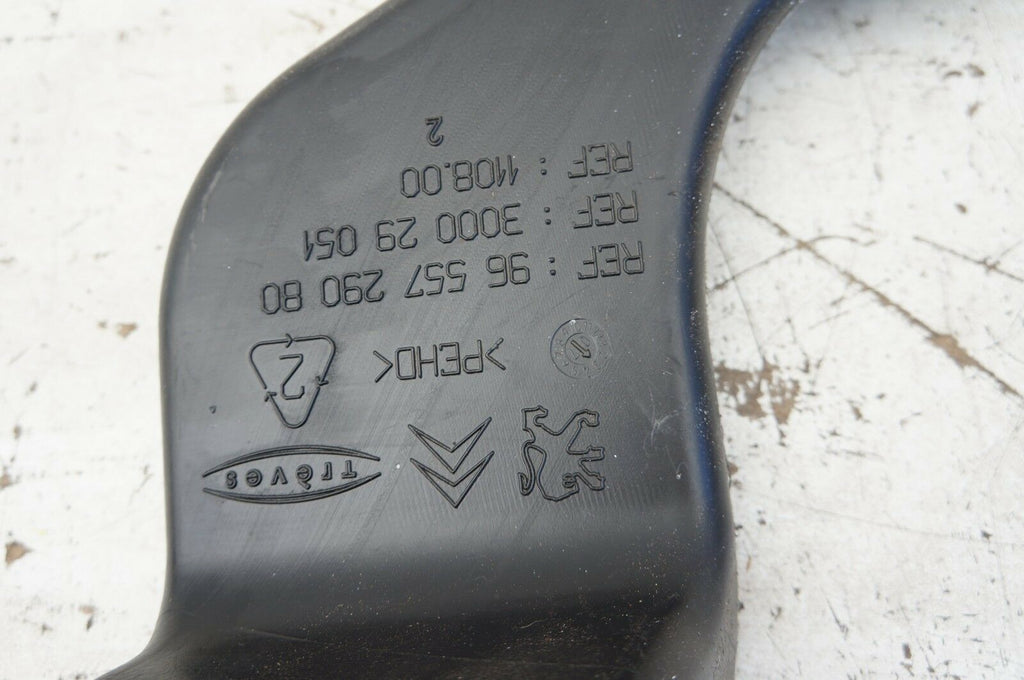 Trèves
2 >PEHD<
REF : 96 557 290 80
REF : 3000 29 051
REF : 1108.00
2